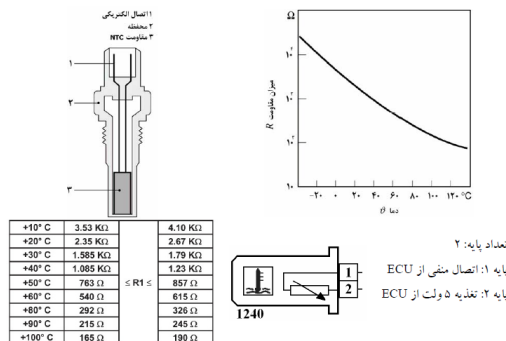 ۱ اتصال الکتریکی
۲ محفظه
۳ مقاومت NTC
۱
۲
۳
Ω
میزان مقاومت R
۱۰
-۲۰ ۰ ۲۰ ۴۰ ۶۰ ۸۰ ۱۰۰ ۱۲۰ °C
دما θ
+10° C 3.53 KΩ 4.10 KΩ
+20° C 2.35 KΩ 2.67 KΩ
+30° C 1.585 KΩ 1.79 KΩ
+40° C 1.085 KΩ 1.23 KΩ
+50° C 763 Ω ≤ R1 ≤ 857 Ω
+60° C 540 Ω 615 Ω
+80° C 292 Ω 326 Ω
+90° C 215 Ω 245 Ω
+100° C 165 Ω 190 Ω
1
2
1240
تعداد پایه: ۲
پایه ۱: اتصال منفی از ECU
پایه ۲: تغذیه ۵ ولت از ECU